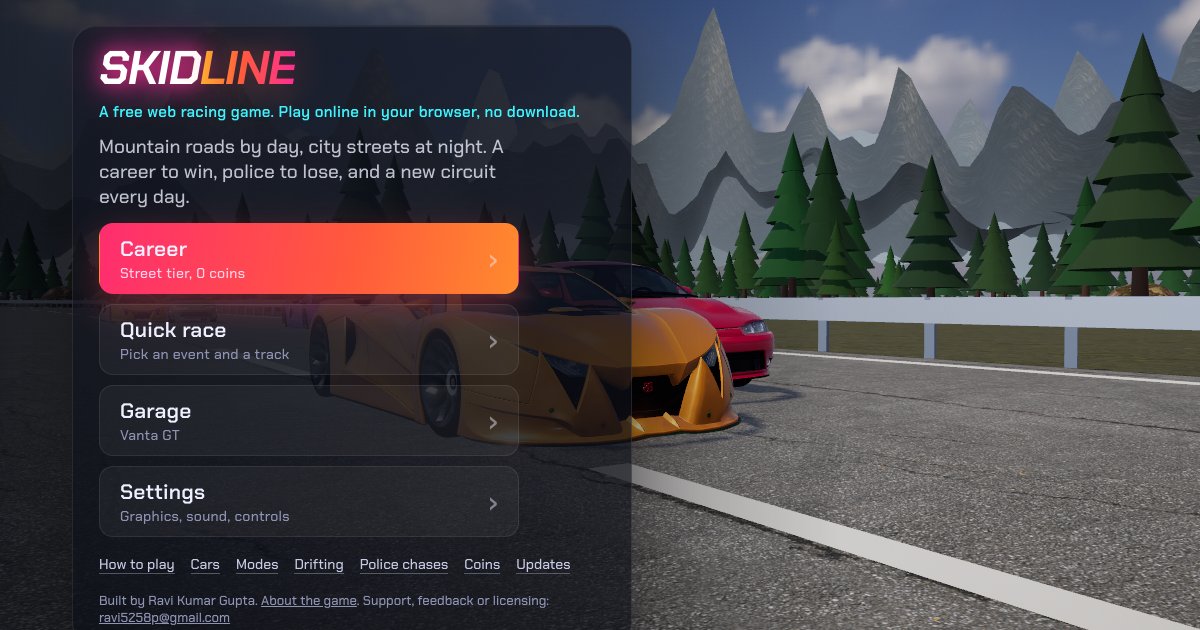 SKIDLINE
A free web racing game. Play online in your browser, no download.
Mountain roads by day, city streets at night. A
career to win, police to lose, and a new circuit
every day.
Career
Street tier, 0 coins
Quick race
Pick an event and a track
Garage
Vanta GT
Settings
Graphics, sound, controls
How to play Cars Modes Drifting Police chases Coins Updates
Built by Ravi Kumar Gupta. About the game. Support, feedback or licensing:
ravi5258p@gmail.com